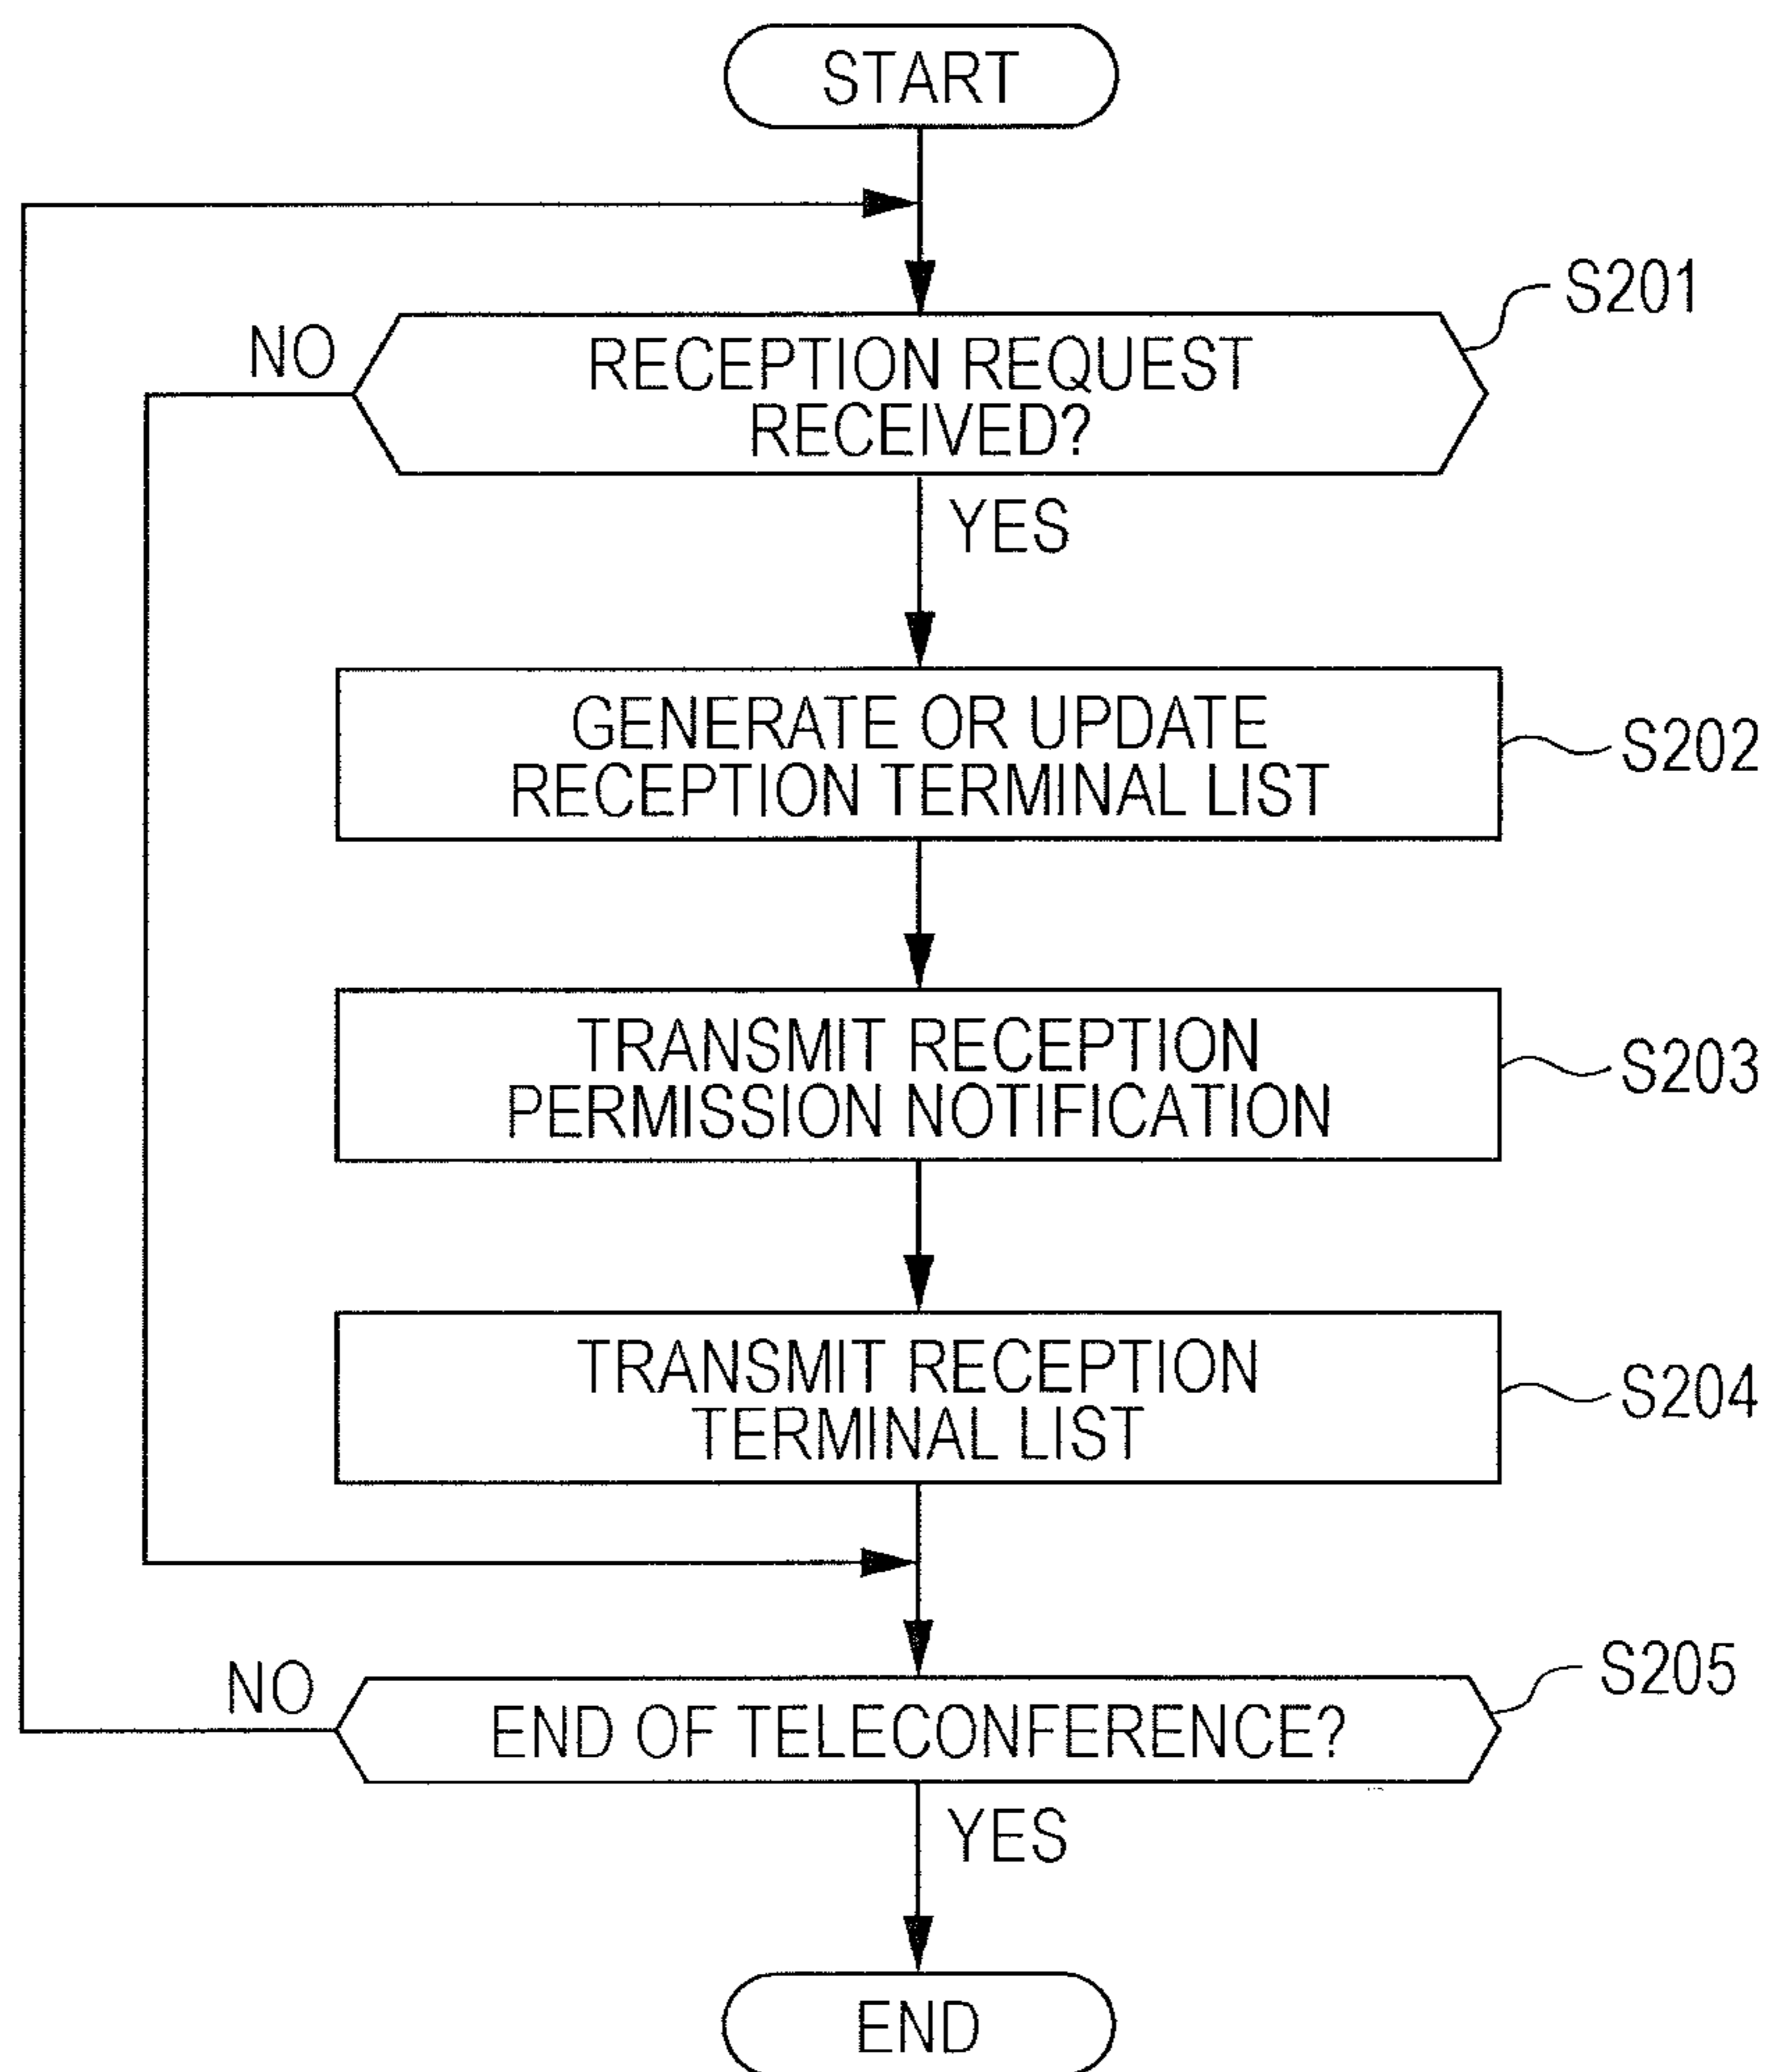 START
S201
NO
RECEPTION REQUEST
RECEIVED?
YES
GENERATE OR UPDATE
RECEPTION TERMINAL LIST
S202
TRANSMIT RECEPTION
PERMISSION NOTIFICATION
S203
TRANSMIT RECEPTION
TERMINAL LIST
S204
S205
NO
END OF TELECONFERENCE?
YES
END